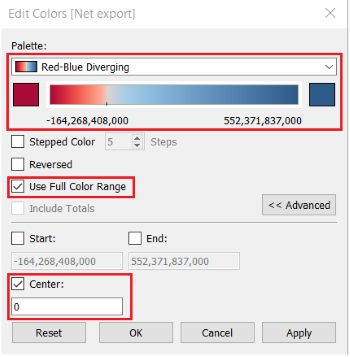 Edit Colors [Net export]
Palette:
Red-Blue Diverging
-164,268,408,000 552,371,837,000
Stepped Color 5 Steps
Reversed
Use Full Color Range
Include Totals << Advanced
Start: End:
-164,268,408,000 552,371,837,000
Center:
0
Reset OK Cancel Apply